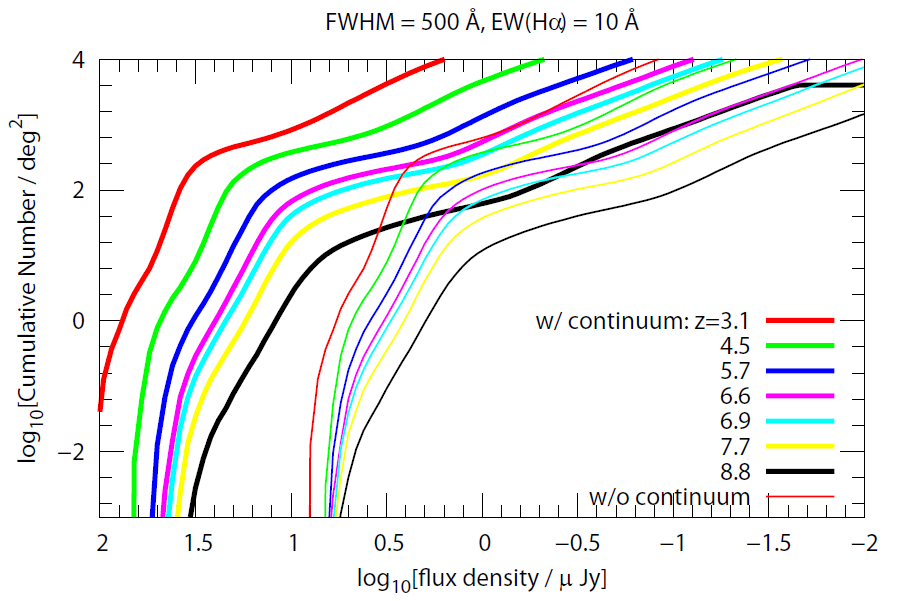 FWHM = 500 Å, EW(Hα) = 10 Å
log10[Cumulative Number / deg2]
4
2
0
−2
w/ continuum: z=3.1
4.5
5.7
6.6
6.9
7.7
8.8
w/o continuum
2 1.5 1 0.5 0 −0.5 −1 −1.5 −2
log10[flux density / μ Jy]